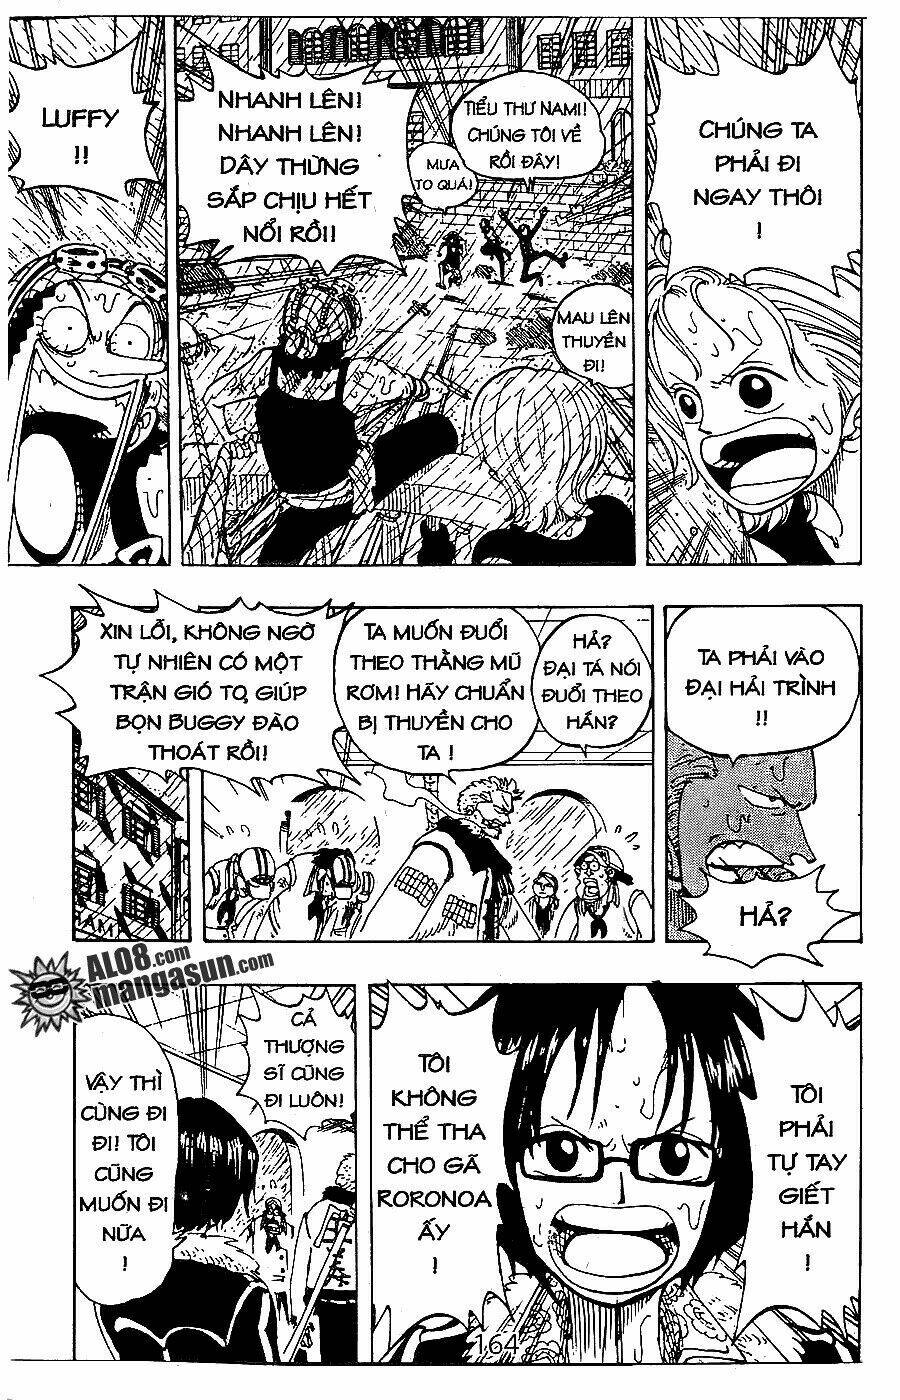 LUFFY
!!
NHANH LÊN!
NHANH LÊN!
DÂY THỪNG
SẮP CHỊU HẾT
NỔI RỒI!
TIỂU THƯ NAMI!
CHÚNG TÔI VỀ
RỒI ĐÂY!
MƯA
TO QUÁ!
MAU LÊN
THUYỀN
ĐI!
CHÚNG TA
PHẢI ĐI
NGAY THÔI
!
XIN LỖI, KHÔNG NGỜ
TỰ NHIÊN CÓ MỘT
TRẬN GIÓ TO, GIÚP
BỌN BUGGY ĐÀO
THOÁT RỒI!
TA MUỐN ĐUỔI
THEO THẰNG MŨ
RƠM! HÃY CHUẨN
BỊ THUYỀN CHO
TA !
HẢ?
ĐẠI TÁ NÓI
ĐUỔI THEO
HẮN?
TA PHẢI VÀO
ĐẠI HẢI TRÌNH
!!
HẢ?
AL08.com
mangasun.com
VẬY THÌ
CÙNG ĐI
ĐI! TÔI
CŨNG
MUỐN ĐI
NỮA
!
CẢ
THƯỢNG
SĨ CŨNG
ĐI LUÔN!
TÔI
KHÔNG
THỂ THA
CHO GÃ
RORONOA
ẤY
!
TÔI
PHẢI
TỰ TAY
GIẾT
HẮN
!
164